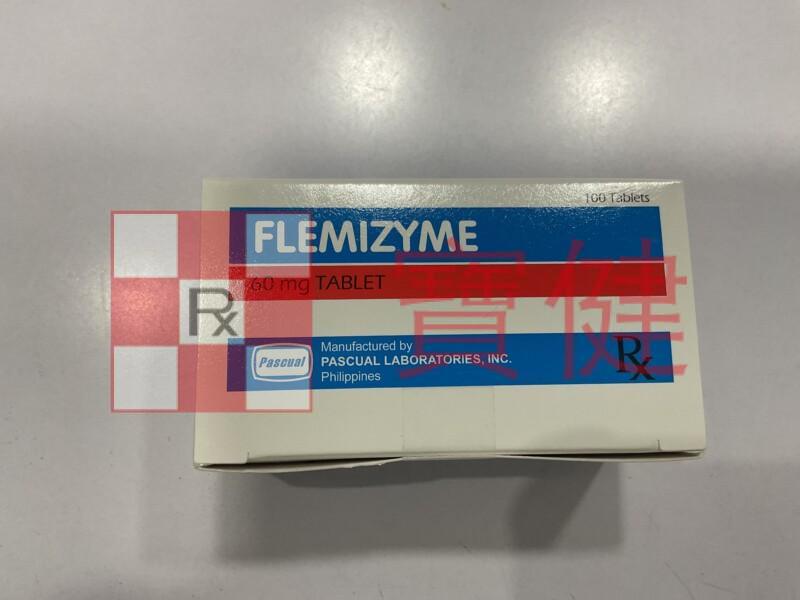 100 Tablets
FLEMIZYME
60 mg TABLET
Rx
寶健
Pascual
Manufactured by
PASCUAL LABORATORIES, INC.
Philippines
Rx